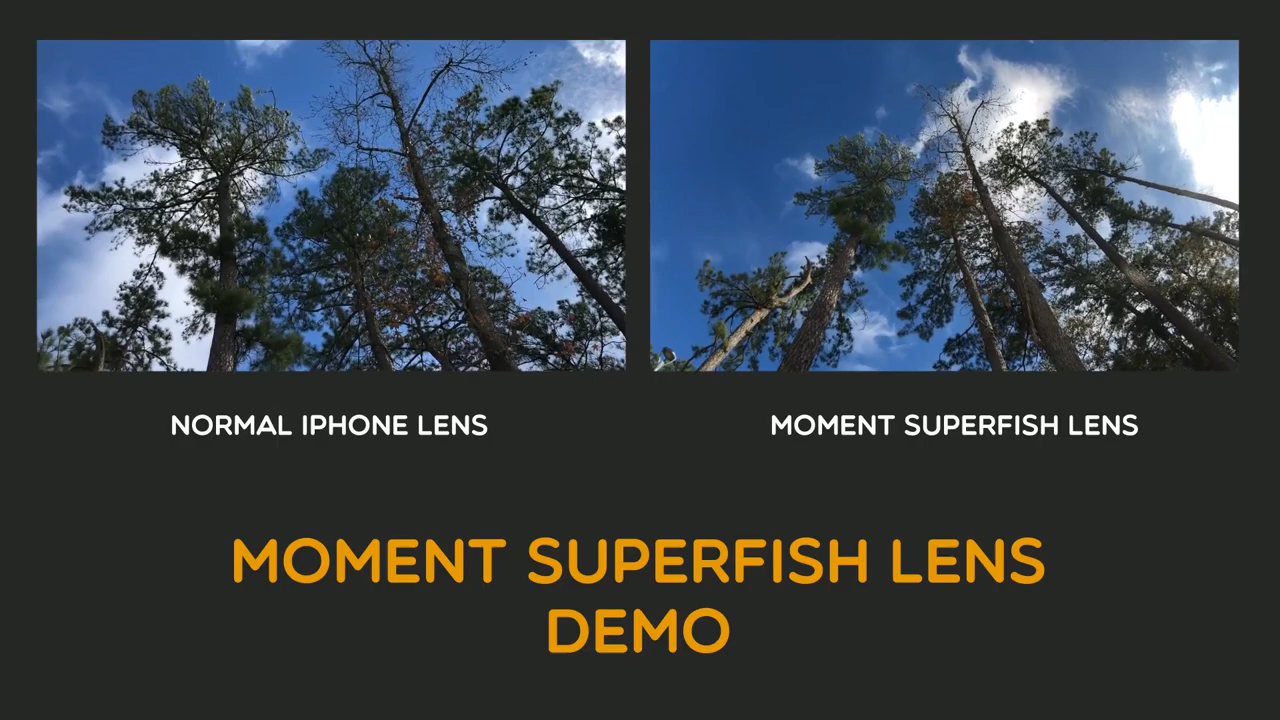 NORMAL IPHONE LENS
MOMENT SUPERFISH LENS
MOMENT SUPERFISH LENS
DEMO